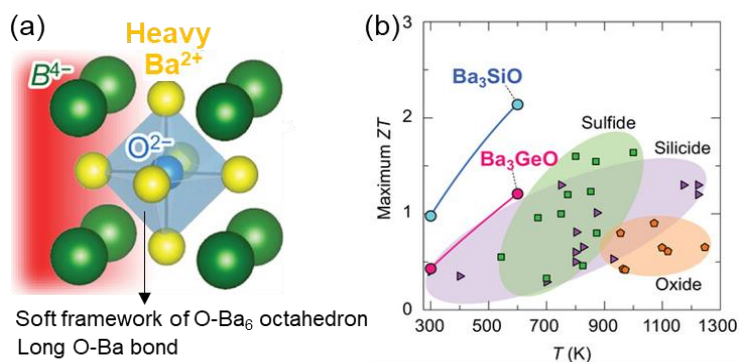 (a)
Heavy
Ba²⁺
B⁴⁻
O²⁻
Soft framework of O-Ba₆ octahedron
Long O-Ba bond
(b)
3
2
1
0
Maximum ZT
Ba₃SiO
Ba₃GeO
Sulfide
Silicide
Oxide
300 500 700 900 1100 1300
T (K)